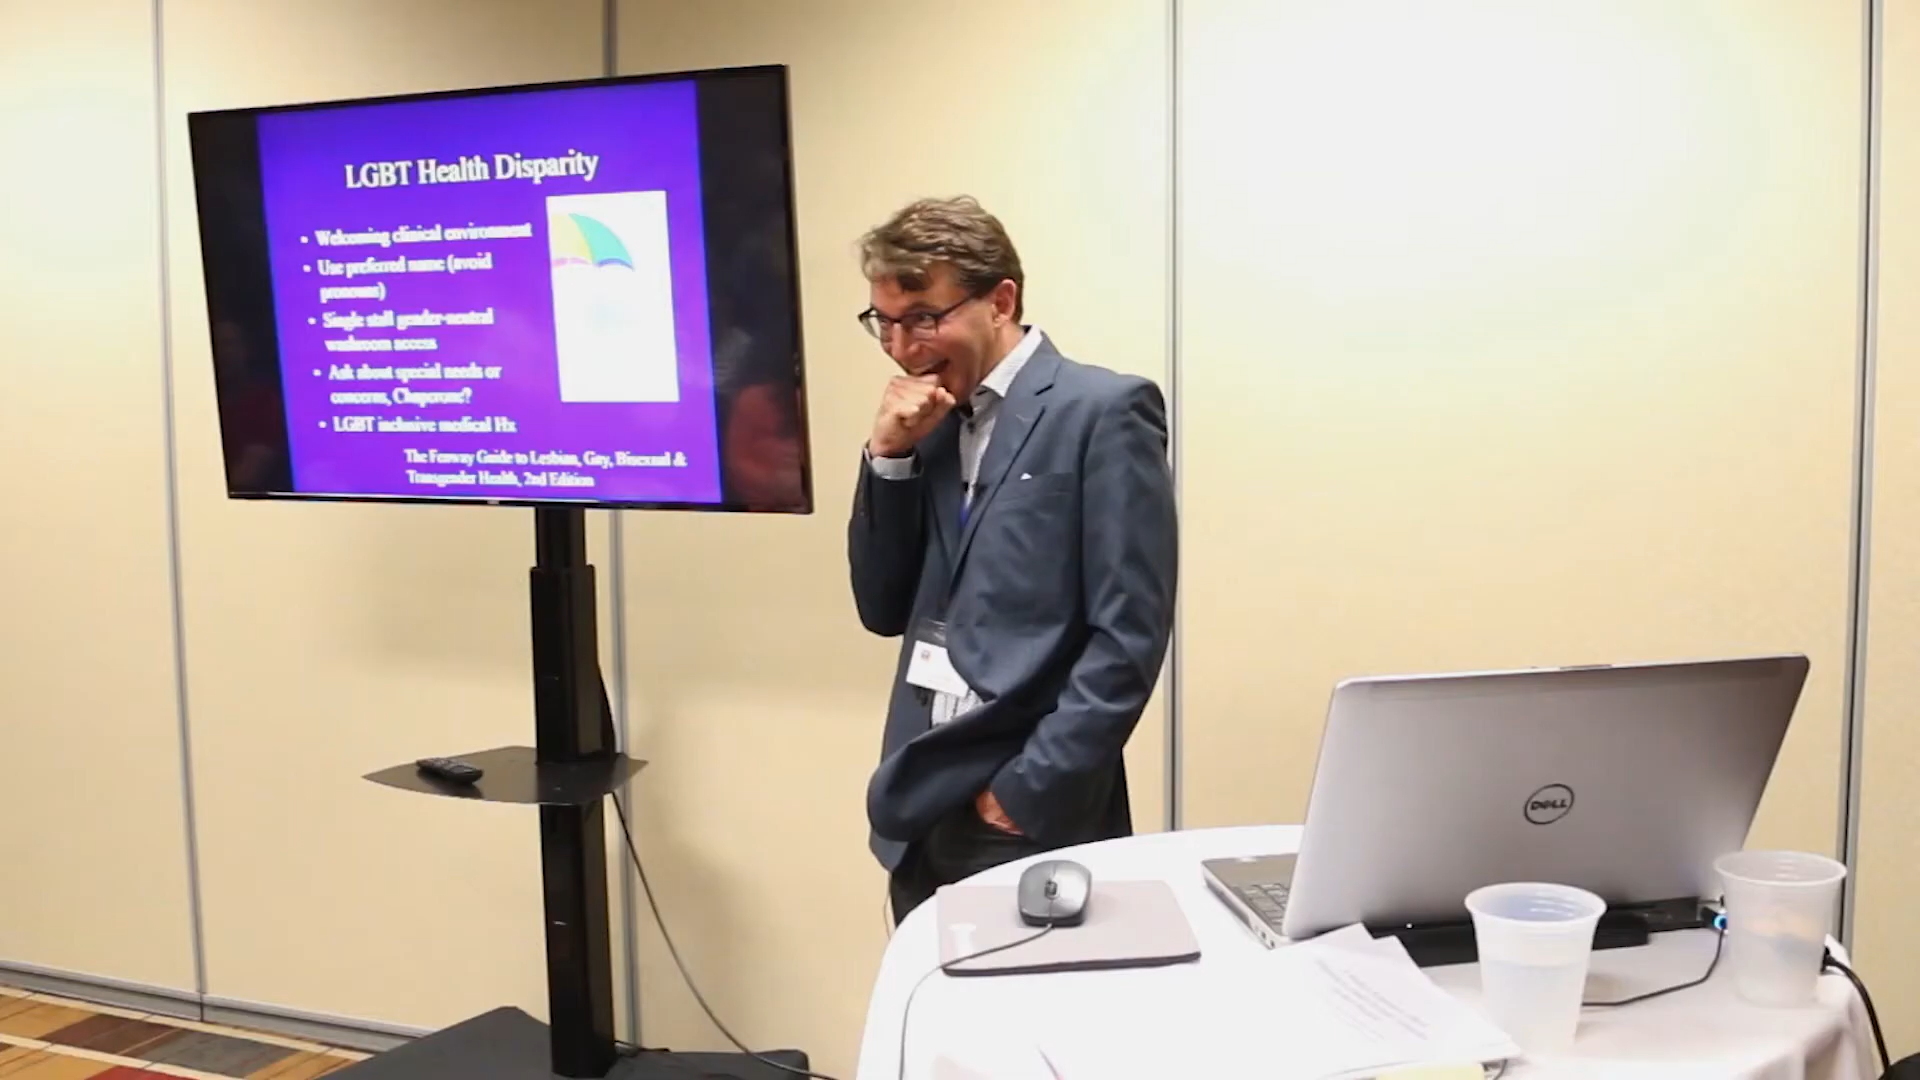 LGBT Health Disparity
• Welcoming clinical environment
• Use preferred name (avoid
pronouns)
• Single stall gender-neutral
washroom access
• Ask about special needs or
concerns, Chaperone?
• LGBT inclusive medical Hx
The Fenway Guide to Lesbian, Gay, Bisexual &
Transgender Health, 2nd Edition
DELL